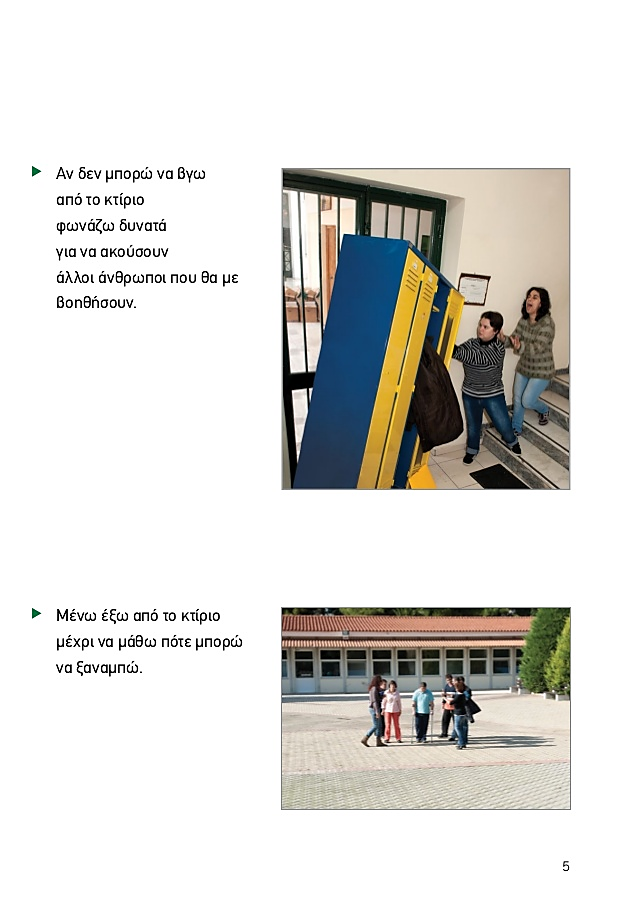 Αν δεν μπορώ να βγω
από το κτίριο
φωνάζω δυνατά
για να ακούσουν
άλλοι άνθρωποι που θα με
βοηθήσουν.
Μένω έξω από το κτίριο
μέχρι να μάθω πότε μπορώ
να ξαναμπώ.
5